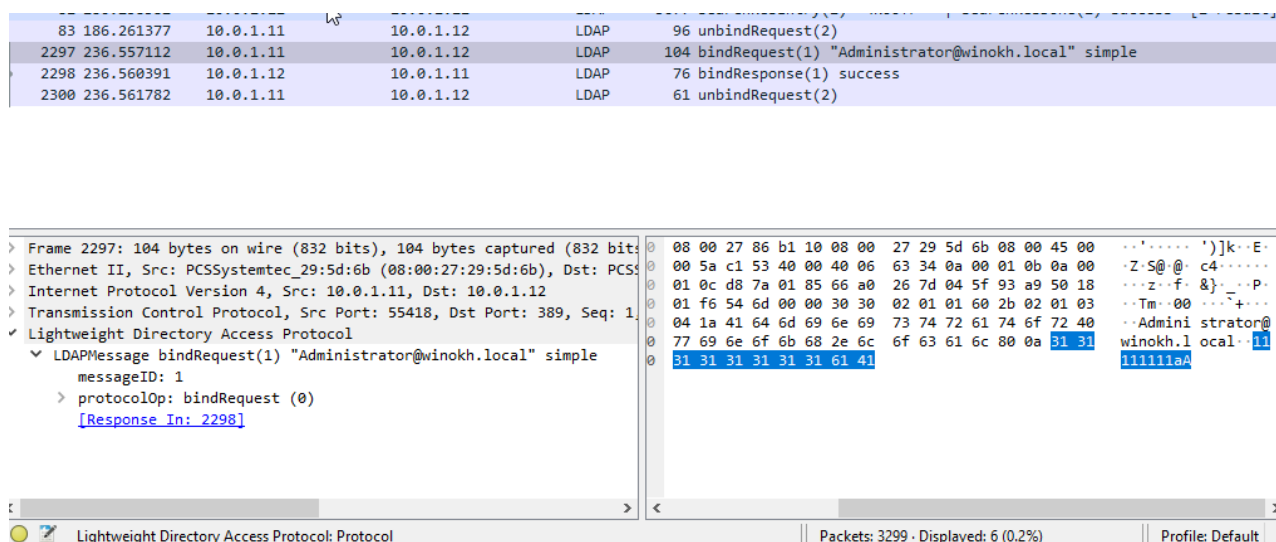 83 186.261377 10.0.1.11 10.0.1.12 LDAP 96 unbindRequest(2)
2297 236.557112 10.0.1.11 10.0.1.12 LDAP 104 bindRequest(1) "Administrator@winokh.local" simple
2298 236.560391 10.0.1.12 10.0.1.11 LDAP 76 bindResponse(1) success
2300 236.561782 10.0.1.11 10.0.1.12 LDAP 61 unbindRequest(2)
Frame 2297: 104 bytes on wire (832 bits), 104 bytes captured (832 bits
Ethernet II, Src: PCSSystemtec_29:5d:6b (08:00:27:29:5d:6b), Dst: PCSS
Internet Protocol Version 4, Src: 10.0.1.11, Dst: 10.0.1.12
Transmission Control Protocol, Src Port: 55418, Dst Port: 389, Seq: 1,
Lightweight Directory Access Protocol
LDAPMessage bindRequest(1) "Administrator@winokh.local" simple
messageID: 1
protocolOp: bindRequest (0)
[Response In: 2298]
0 08 00 27 86 b1 10 08 00 27 29 5d 6b 08 00 45 00 ··'····· ')]k··E·
0 00 5a c1 53 40 00 40 06 63 34 0a 00 01 0b 0a 00 ·Z·S@·@· c4······
0 01 0c d8 7a 01 85 66 a0 26 7d 04 5f 93 a9 50 18 ···z··f· &}·_··P·
0 01 f6 54 6d 00 00 30 30 02 01 01 60 2b 02 01 03 ··Tm··00 ···`+···
0 04 1a 41 64 6d 69 6e 69 73 74 72 61 74 6f 72 40 ··Admini strator@
0 77 69 6e 6f 6b 68 2e 6c 6f 63 61 6c 80 0a 31 31 winokh.l ocal··11
0 31 31 31 31 31 31 61 41 111111aA
Lightweight Directory Access Protocol: Protocol
Packets: 3299 · Displayed: 6 (0.2%)
Profile: Default